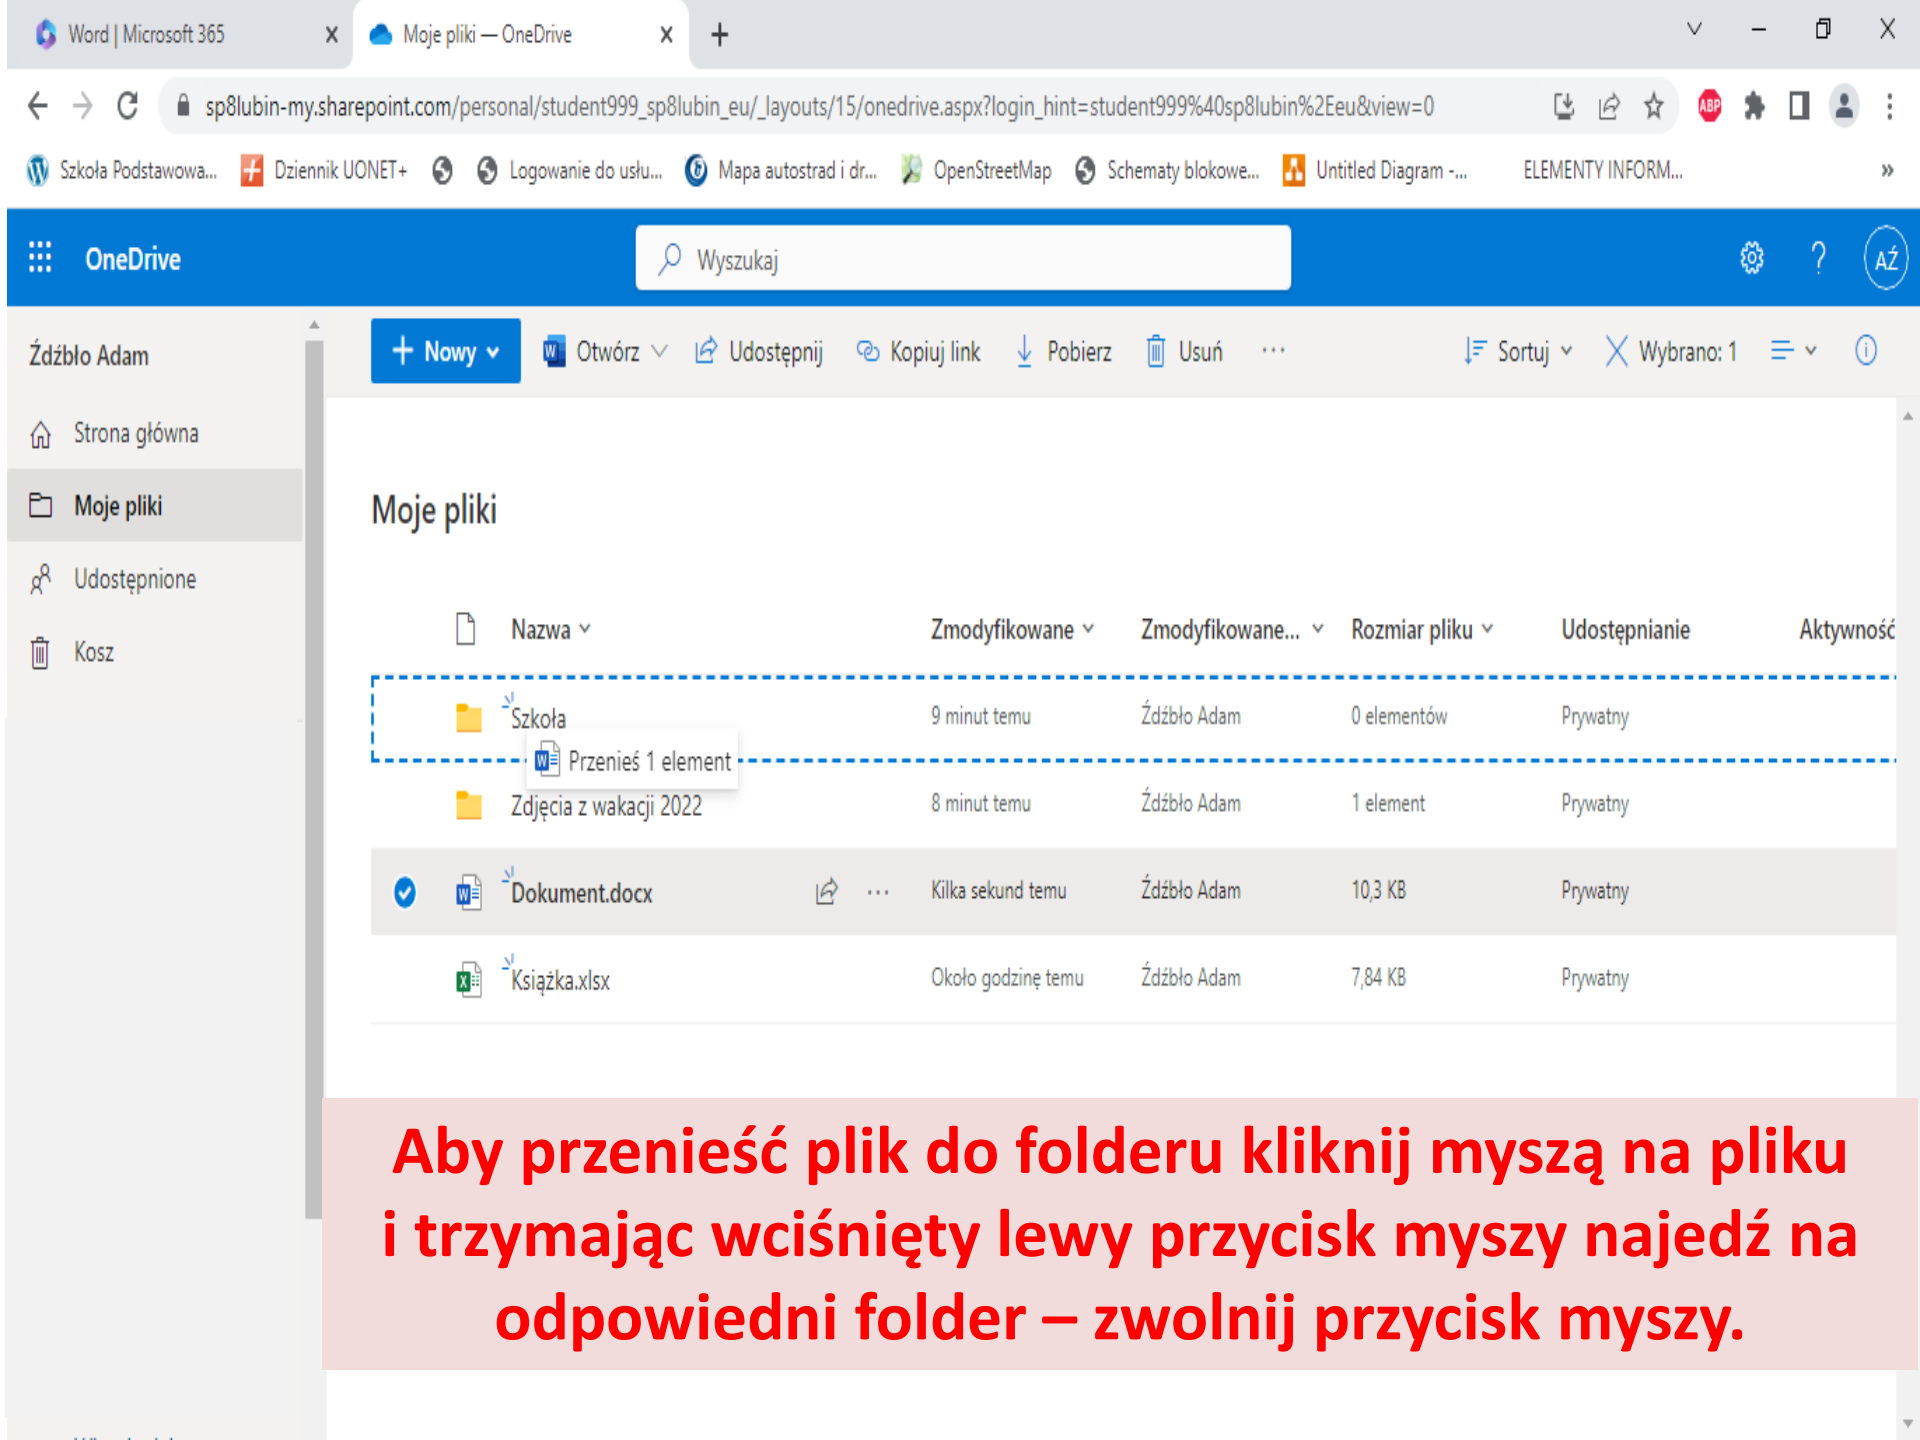 Word | Microsoft 365
Moje pliki — OneDrive
sp8lubin-my.sharepoint.com/personal/student999_sp8lubin_eu/_layouts/15/onedrive.aspx?login_hint=student999%40sp8lubin%2Eeu&view=0
ABP
Szkoła Podstawowa... Dziennik UONET+ Logowanie do usłu... Mapa autostrad i dr... OpenStreetMap Schematy blokowe... Untitled Diagram -... ELEMENTY INFORM... »
OneDrive
Wyszukaj
? AŹ
Źdźbło Adam
+ Nowy Otwórz Udostępnij Kopiuj link Pobierz Usuń ... Sortuj Wybrano: 1
Strona główna
Moje pliki
Udostępnione
Kosz
Moje pliki
Nazwa Zmodyfikowane Zmodyfikowane... Rozmiar pliku Udostępnianie Aktywność
Szkoła 9 minut temu Źdźbło Adam 0 elementów Prywatny
Przenieś 1 element
Zdjęcia z wakacji 2022 8 minut temu Źdźbło Adam 1 element Prywatny
Dokument.docx ... Kilka sekund temu Źdźbło Adam 10,3 KB Prywatny
Książka.xlsx Około godzinę temu Źdźbło Adam 7,84 KB Prywatny
Aby przenieść plik do folderu kliknij myszą na pliku
i trzymając wciśnięty lewy przycisk myszy najedź na
odpowiedni folder – zwolnij przycisk myszy.